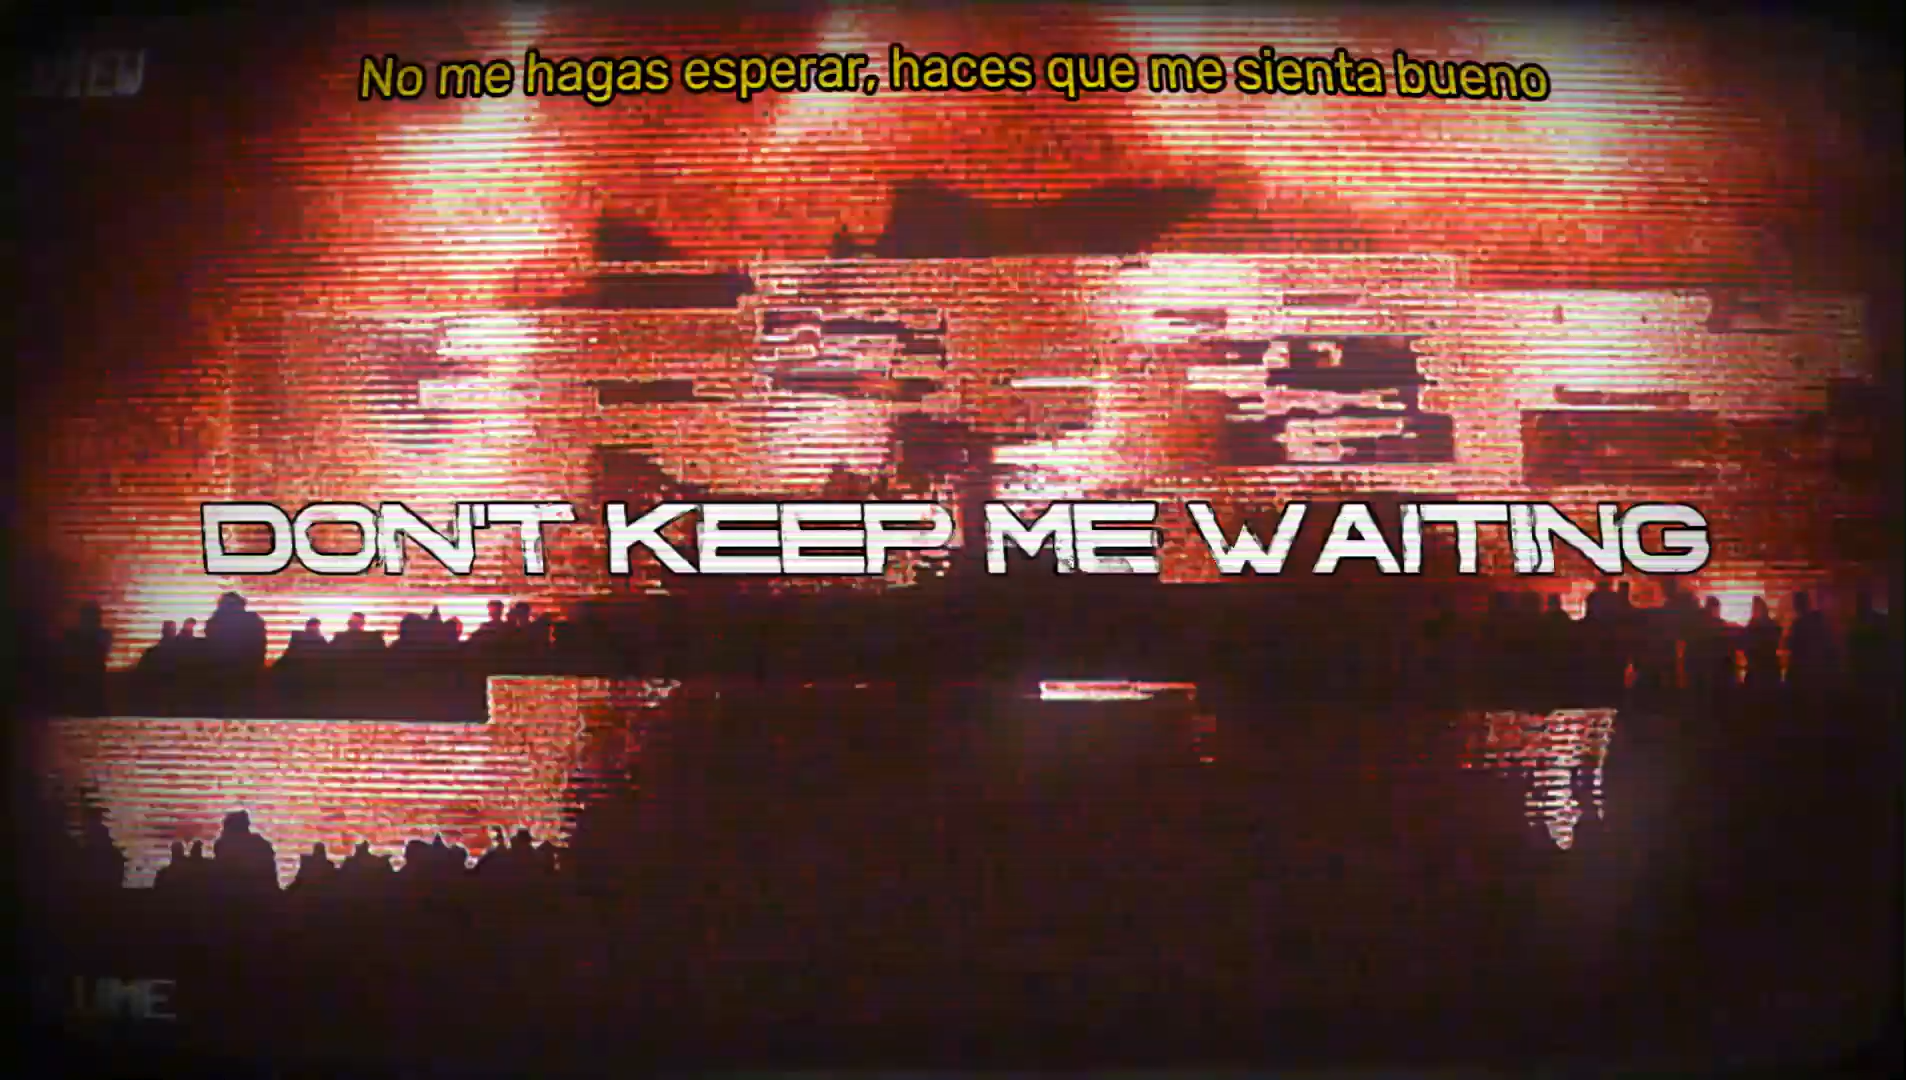 No me hagas esperar, haces que me sienta bueno
DON'T KEEP ME WAITING